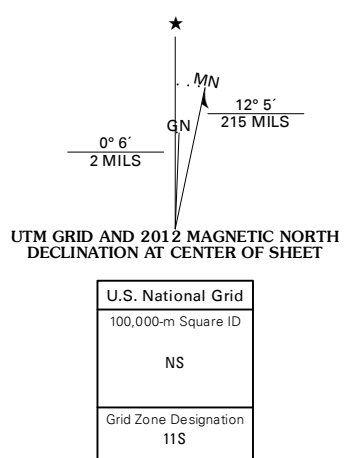 ★
MN
GN
12° 5´
215 MILS
0° 6´
2 MILS
UTM GRID AND 2012 MAGNETIC NORTH
DECLINATION AT CENTER OF SHEET
U.S. National Grid
100,000-m Square ID
NS
Grid Zone Designation
11S